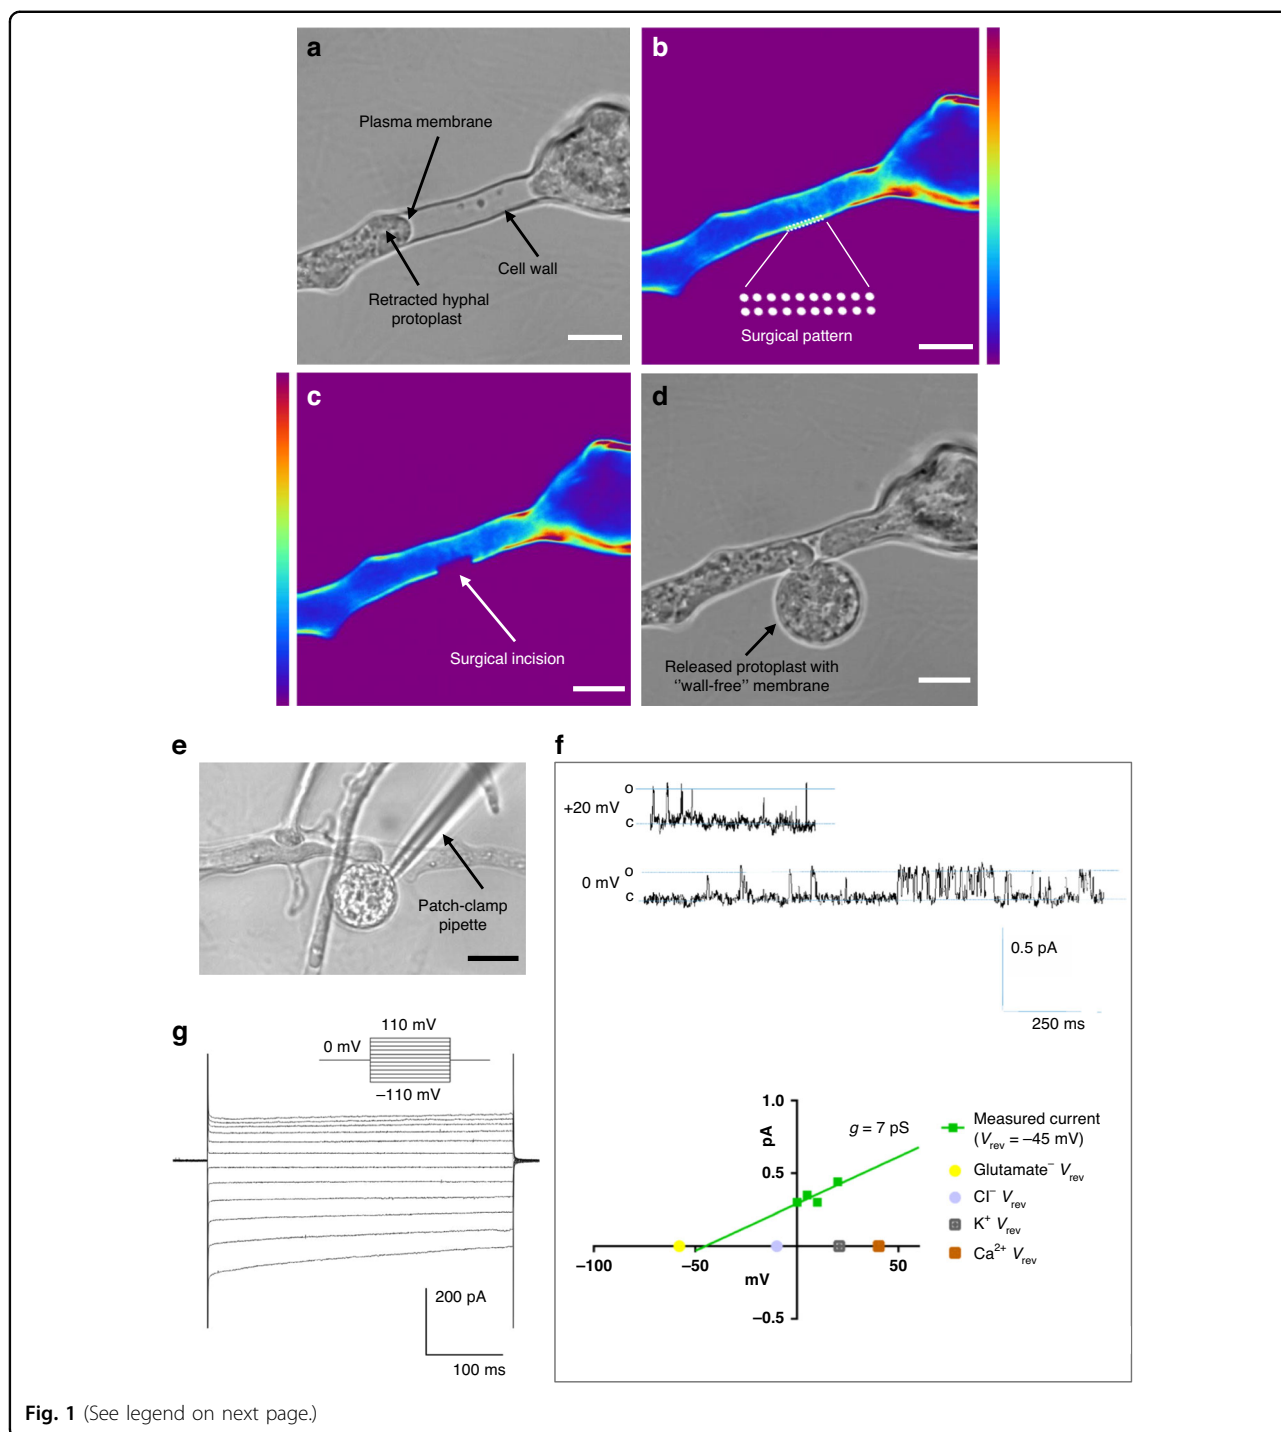 a
Plasma membrane
Cell wall
Retracted hyphal
protoplast
b
Surgical pattern
c
Surgical incision
d
Released protoplast with
‘‘wall-free’’ membrane
e
Patch-clamp
pipette
f
+20 mV
o
c
0 mV
o
c
0.5 pA
250 ms
1.0
pA
0.5
–0.5
–100
–50
50
mV
g = 7 pS
Measured current
(Vrev = –45 mV)
Glutamate– Vrev
Cl– Vrev
K+ Vrev
Ca2+ Vrev
g
110 mV
0 mV
–110 mV
200 pA
100 ms
Fig. 1 (See legend on next page.)